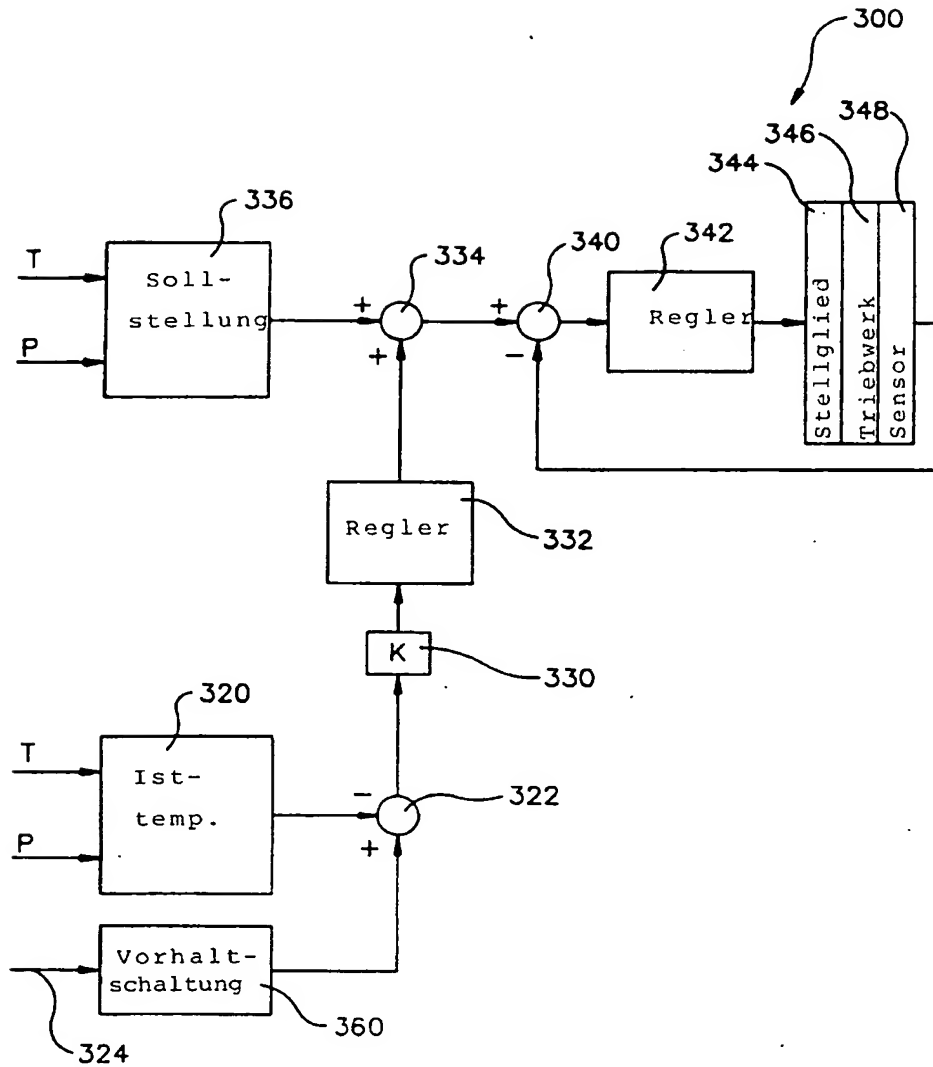 300
348
346
344
336
T
Soll-
stellung
P
+
334
+
+
340
-
342
Regler
Stellglied
Triebwerk
Sensor
Regler
332
K
330
320
T
Ist-
temp.
P
-
322
+
Vorhalt-
schaltung
360
324